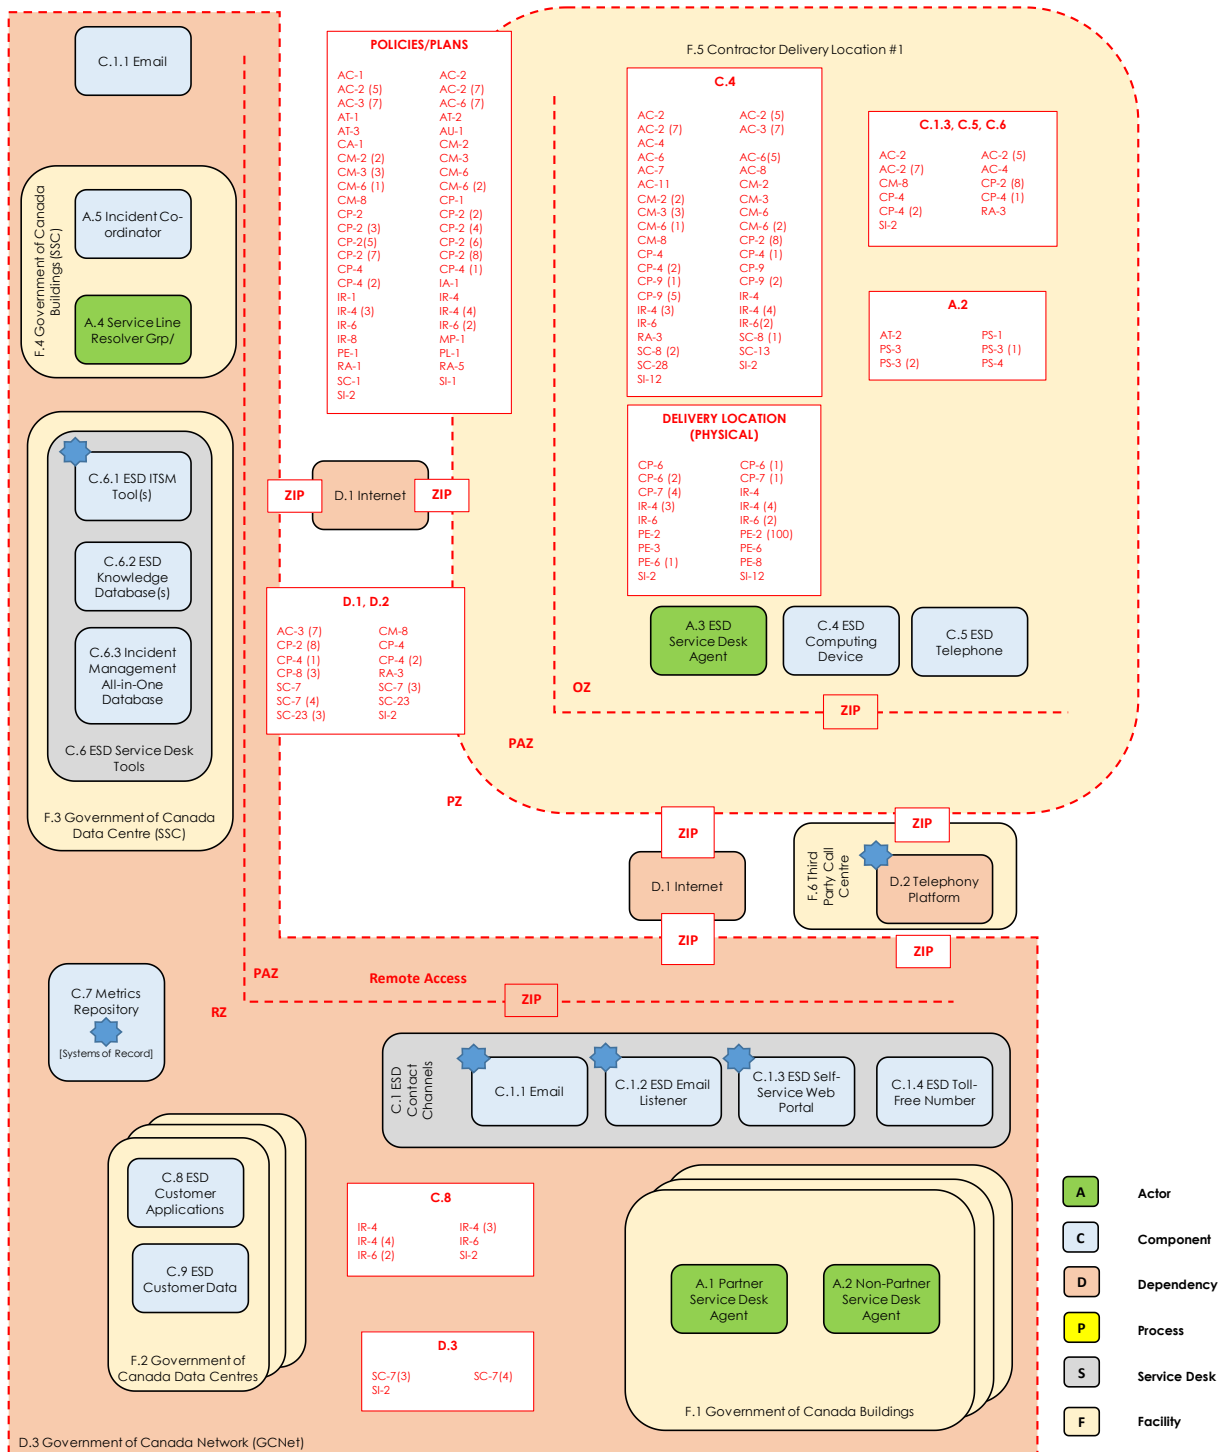 C.1.1 Email
F.4 Government of Canada
Buildings (SSC)
A.5 Incident Co-
ordinator
A.4 Service Line
Resolver Grp/
C.6.1 ESD ITSM
Tool(s)
C.6.2 ESD
Knowledge
Database(s)
C.6.3 Incident
Management
All-in-One
Database
C.6 ESD Service Desk
Tools
F.3 Government of Canada
Data Centre (SSC)
POLICIES/PLANS
AC-1 AC-2
AC-2 (5) AC-2 (7)
AC-3 (7) AC-6 (7)
AT-1 AT-2
AT-3 AU-1
CA-1 CM-2
CM-2 (2) CM-3
CM-3 (3) CM-6
CM-6 (1) CM-6 (2)
CM-8 CP-1
CP-2 CP-2 (2)
CP-2 (3) CP-2 (4)
CP-2(5) CP-2 (6)
CP-2 (7) CP-2 (8)
CP-4 CP-4 (1)
CP-4 (2) IA-1
IR-1 IR-4
IR-4 (3) IR-4 (4)
IR-6 IR-6 (2)
IR-8 MP-1
PE-1 PL-1
RA-1 RA-5
SC-1 SI-1
SI-2
ZIP
D.1 Internet
ZIP
D.1, D.2
AC-3 (7) CM-8
CP-2 (8) CP-4
CP-4 (1) CP-4 (2)
CP-8 (3) RA-3
SC-7 SC-7 (3)
SC-7 (4) SC-23
SC-23 (3) SI-2
F.5 Contractor Delivery Location #1
C.4
AC-2 AC-2 (5)
AC-2 (7) AC-3 (7)
AC-4
AC-6 AC-6(5)
AC-7 AC-8
AC-11 CM-2
CM-2 (2) CM-3
CM-3 (3) CM-6
CM-6 (1) CM-6 (2)
CM-8 CP-2 (8)
CP-4 CP-4 (1)
CP-4 (2) CP-9
CP-9 (1) CP-9 (2)
CP-9 (5) IR-4
IR-4 (3) IR-4 (4)
IR-6 IR-6(2)
RA-3 SC-8 (1)
SC-8 (2) SC-13
SC-28 SI-2
SI-12
C.1.3, C.5, C.6
AC-2 AC-2 (5)
AC-2 (7) AC-4
CM-8 CP-2 (8)
CP-4 CP-4 (1)
CP-4 (2) RA-3
SI-2
A.2
AT-2 PS-1
PS-3 PS-3 (1)
PS-3 (2) PS-4
DELIVERY LOCATION
(PHYSICAL)
CP-6 CP-6 (1)
CP-6 (2) CP-7 (1)
CP-7 (4) IR-4
IR-4 (3) IR-4 (4)
IR-6 IR-6 (2)
PE-2 PE-2 (100)
PE-3 PE-6
PE-6 (1) PE-8
SI-2 SI-12
A.3 ESD
Service Desk
Agent
C.4 ESD
Computing
Device
C.5 ESD
Telephone
OZ
ZIP
PAZ
PZ
ZIP
D.1 Internet
ZIP
ZIP
F.6 Third
Party Call
Centre
D.2 Telephony
Platform
ZIP
PAZ
Remote Access
ZIP
RZ
C.7 Metrics
Repository
[Systems of Record]
C.1 ESD
Contact
Channels
C.1.1 Email
C.1.2 ESD Email
Listener
C.1.3 ESD Self-
Service Web
Portal
C.1.4 ESD Toll-
Free Number
C.8 ESD
Customer
Applications
C.9 ESD
Customer Data
F.2 Government of
Canada Data Centres
C.8
IR-4 IR-4 (3)
IR-4 (4) IR-6
IR-6 (2) SI-2
D.3
SC-7(3) SC-7(4)
SI-2
A.1 Partner
Service Desk
Agent
A.2 Non-Partner
Service Desk
Agent
F.1 Government of Canada Buildings
D.3 Government of Canada Network (GCNet)
A Actor
C Component
D Dependency
P Process
S Service Desk
F Facility